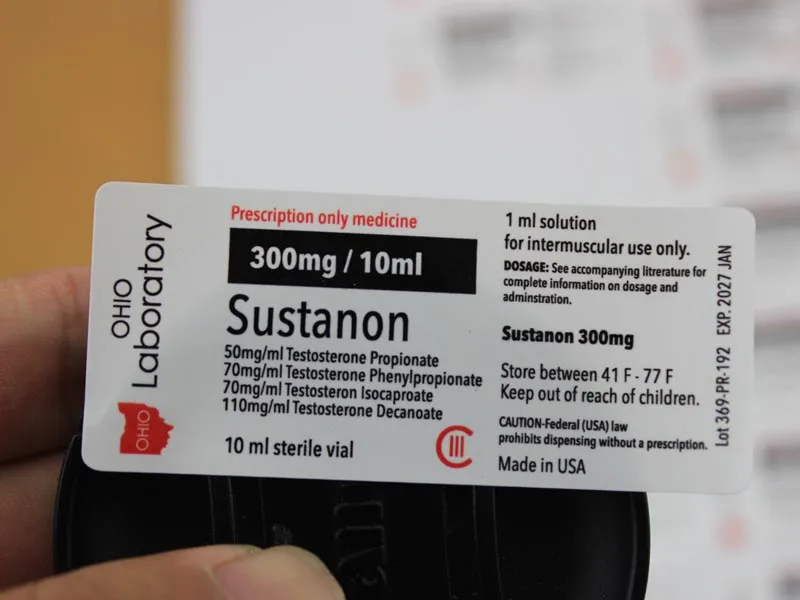 OHIO
Laboratory
OHIO
Prescription only medicine
300mg / 10ml
Sustanon
50mg/ml Testosterone Propionate
70mg/ml Testosterone Phenylpropionate
70mg/ml Testosteron Isocaproate
110mg/ml Testosterone Decanoate
10 ml sterile vial
CIII
1 ml solution
for intermuscular use only.
DOSAGE: See accompanying litrerature for
complete information on dosage and
adminstration.
Sustanon 300mg
Store between 41 F - 77 F
Keep out of reach of children.
CAUTION-Federal (USA) law
prohibits dispensing without a prescription.
Made in USA
Lot 369-PR-192 EXP. 2027 JAN